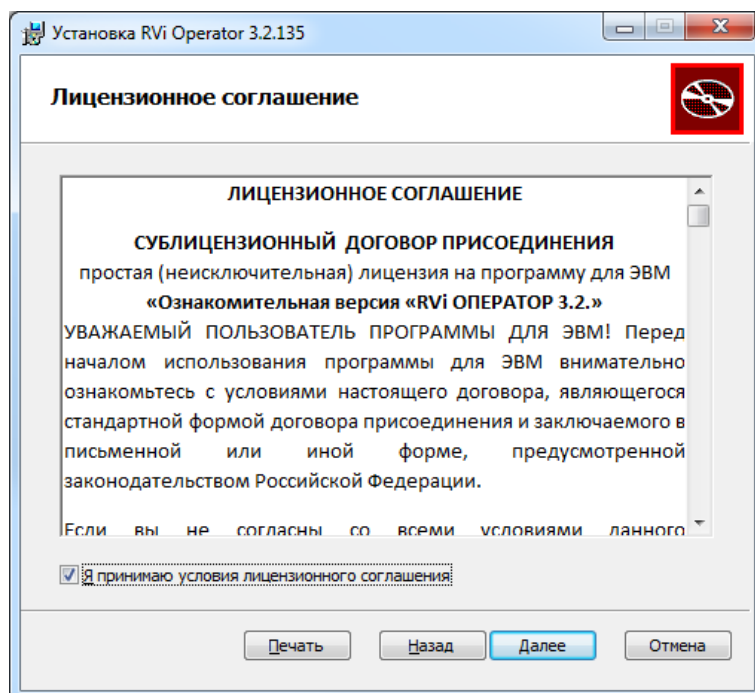 Установка RVi Operator 3.2.135
Лицензионное соглашение
ЛИЦЕНЗИОННОЕ СОГЛАШЕНИЕ
СУБЛИЦЕНЗИОННЫЙ ДОГОВОР ПРИСОЕДИНЕНИЯ
простая (неисключительная) лицензия на программу для ЭВМ
«Ознакомительная версия «RVi ОПЕРАТОР 3.2.»
УВАЖАЕМЫЙ ПОЛЬЗОВАТЕЛЬ ПРОГРАММЫ ДЛЯ ЭВМ! Перед
началом использования программы для ЭВМ внимательно
ознакомьтесь с условиями настоящего договора, являющегося
стандартной формой договора присоединения и заключаемого в
письменной или иной форме, предусмотренной
законодательством Российской Федерации.
Если вы не согласны со всеми условиями данного
Я принимаю условия лицензионного соглашения
Печать
Назад
Далее
Отмена